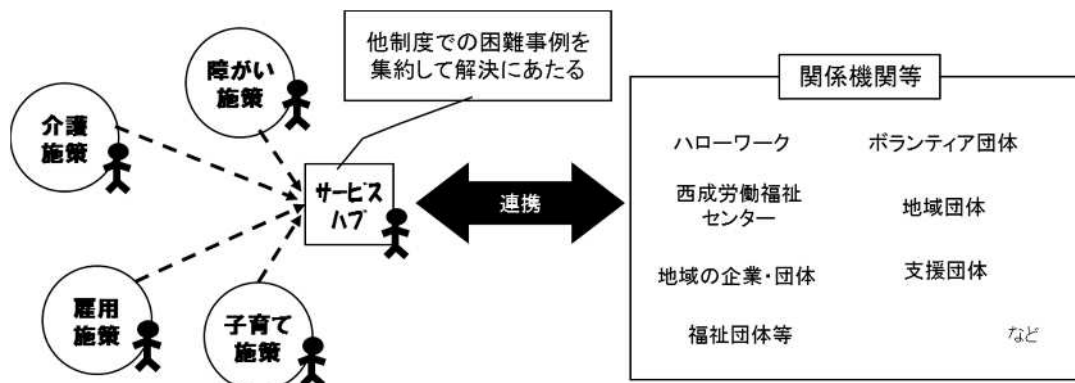 他制度での困難事例を
集約して解決にあたる
障がい
施策
介護
施策
サービス
ハブ
雇用
施策
子育て
施策
連携
関係機関等
ハローワーク
ボランティア団体
西成労働福祉
センター
地域団体
地域の企業・団体
支援団体
福祉団体等
など